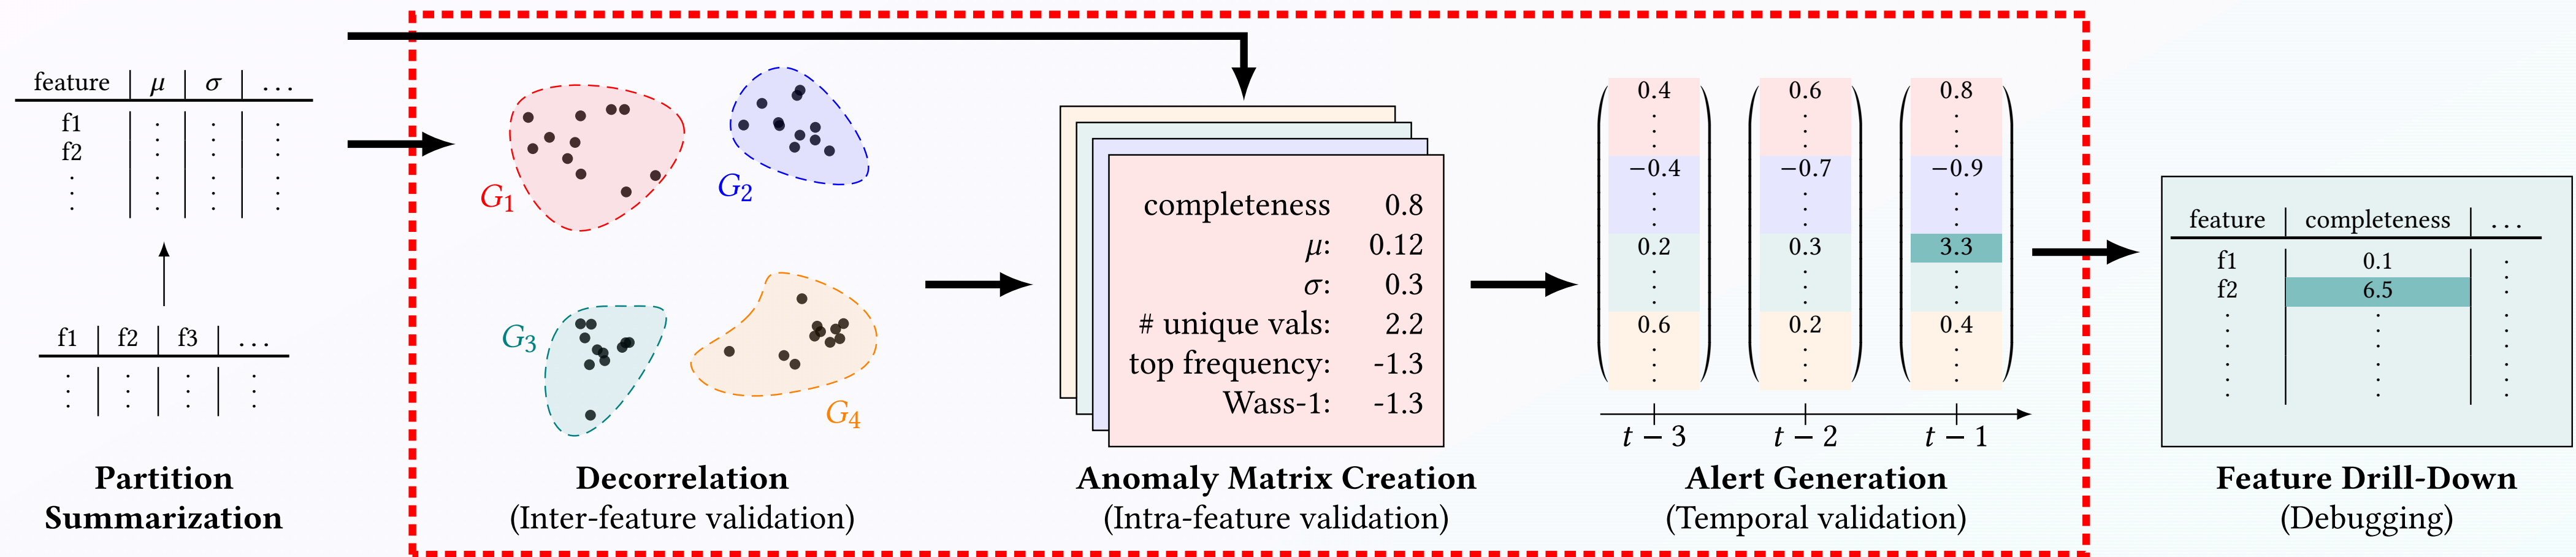 feature μ σ ...
f1
f2
f1 f2 f3 ...
Partition
Summarization
G1
G2
G3
G4
Decorrelation
(Inter-feature validation)
completeness 0.8
μ: 0.12
σ: 0.3
# unique vals: 2.2
top frequency: -1.3
Wass-1: -1.3
Anomaly Matrix Creation
(Intra-feature validation)
0.4 0.6 0.8
−0.4 −0.7 −0.9
0.2 0.3 3.3
0.6 0.2 0.4
t − 3 t − 2 t − 1
Alert Generation
(Temporal validation)
feature completeness ...
f1 0.1
f2 6.5
Feature Drill-Down
(Debugging)